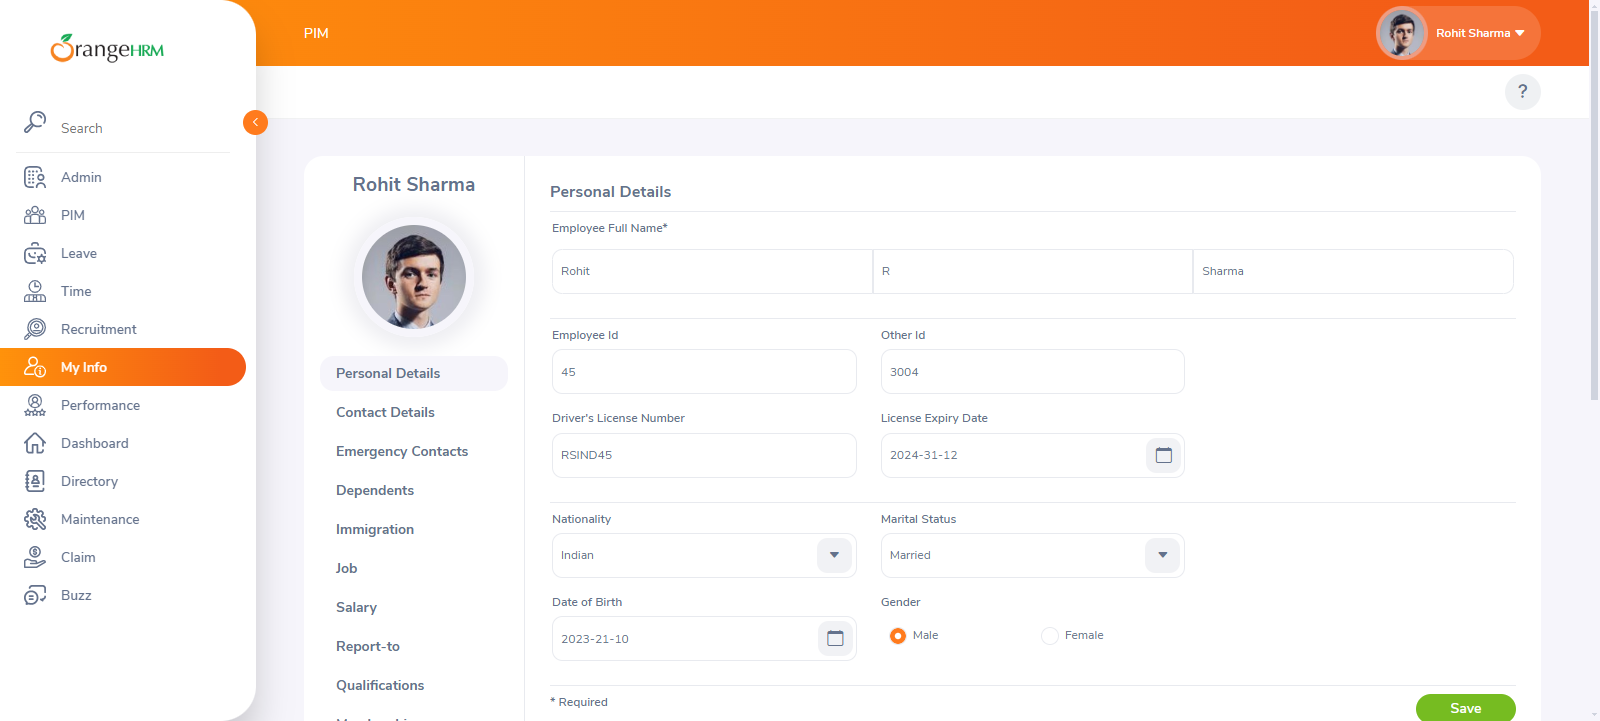 OrangeHRM
PIM
Rohit Sharma
?
Search
Admin
PIM
Leave
Time
Recruitment
My Info
Performance
Dashboard
Directory
Maintenance
Claim
Buzz
Rohit Sharma
Personal Details
Contact Details
Emergency Contacts
Dependents
Immigration
Job
Salary
Report-to
Qualifications
Personal Details
Employee Full Name*
Rohit R Sharma
Employee Id Other Id
45 3004
Driver's License Number License Expiry Date
RSIND45 2024-31-12
Nationality Marital Status
Indian Married
Date of Birth Gender
2023-21-10 Male Female
* Required Save